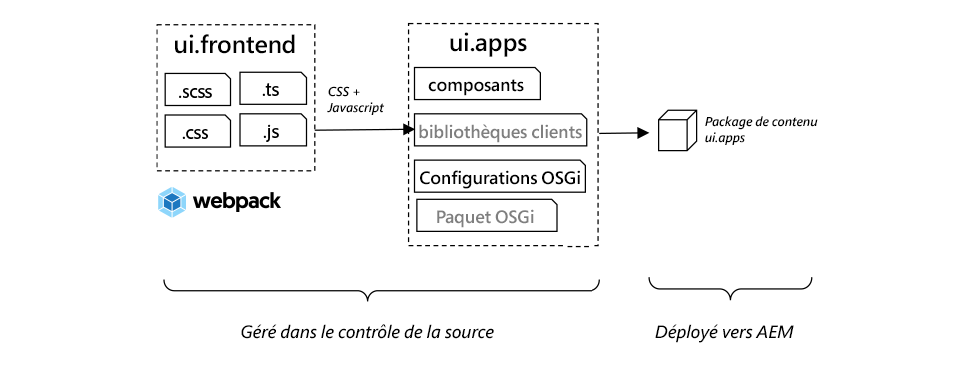 ui.frontend
.scss
.ts
.css
.js
webpack
CSS +
Javascript
ui.apps
composants
bibliothèques clients
Configurations OSGi
Paquet OSGi
Package de contenu
ui.apps
Géré dans le contrôle de la source
Déployé vers AEM